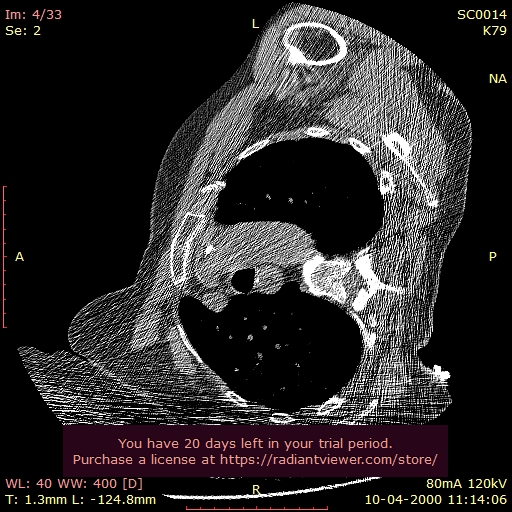 Im: 4/33
Se: 2
L
SC0014
K79
NA
A
P
You have 20 days left in your trial period.
Purchase a license at https://radiantviewer.com/store/
WL: 40 WW: 400 [D]
T: 1.3mm L: -124.8mm
R
80mA 120kV
10-04-2000 11:14:06